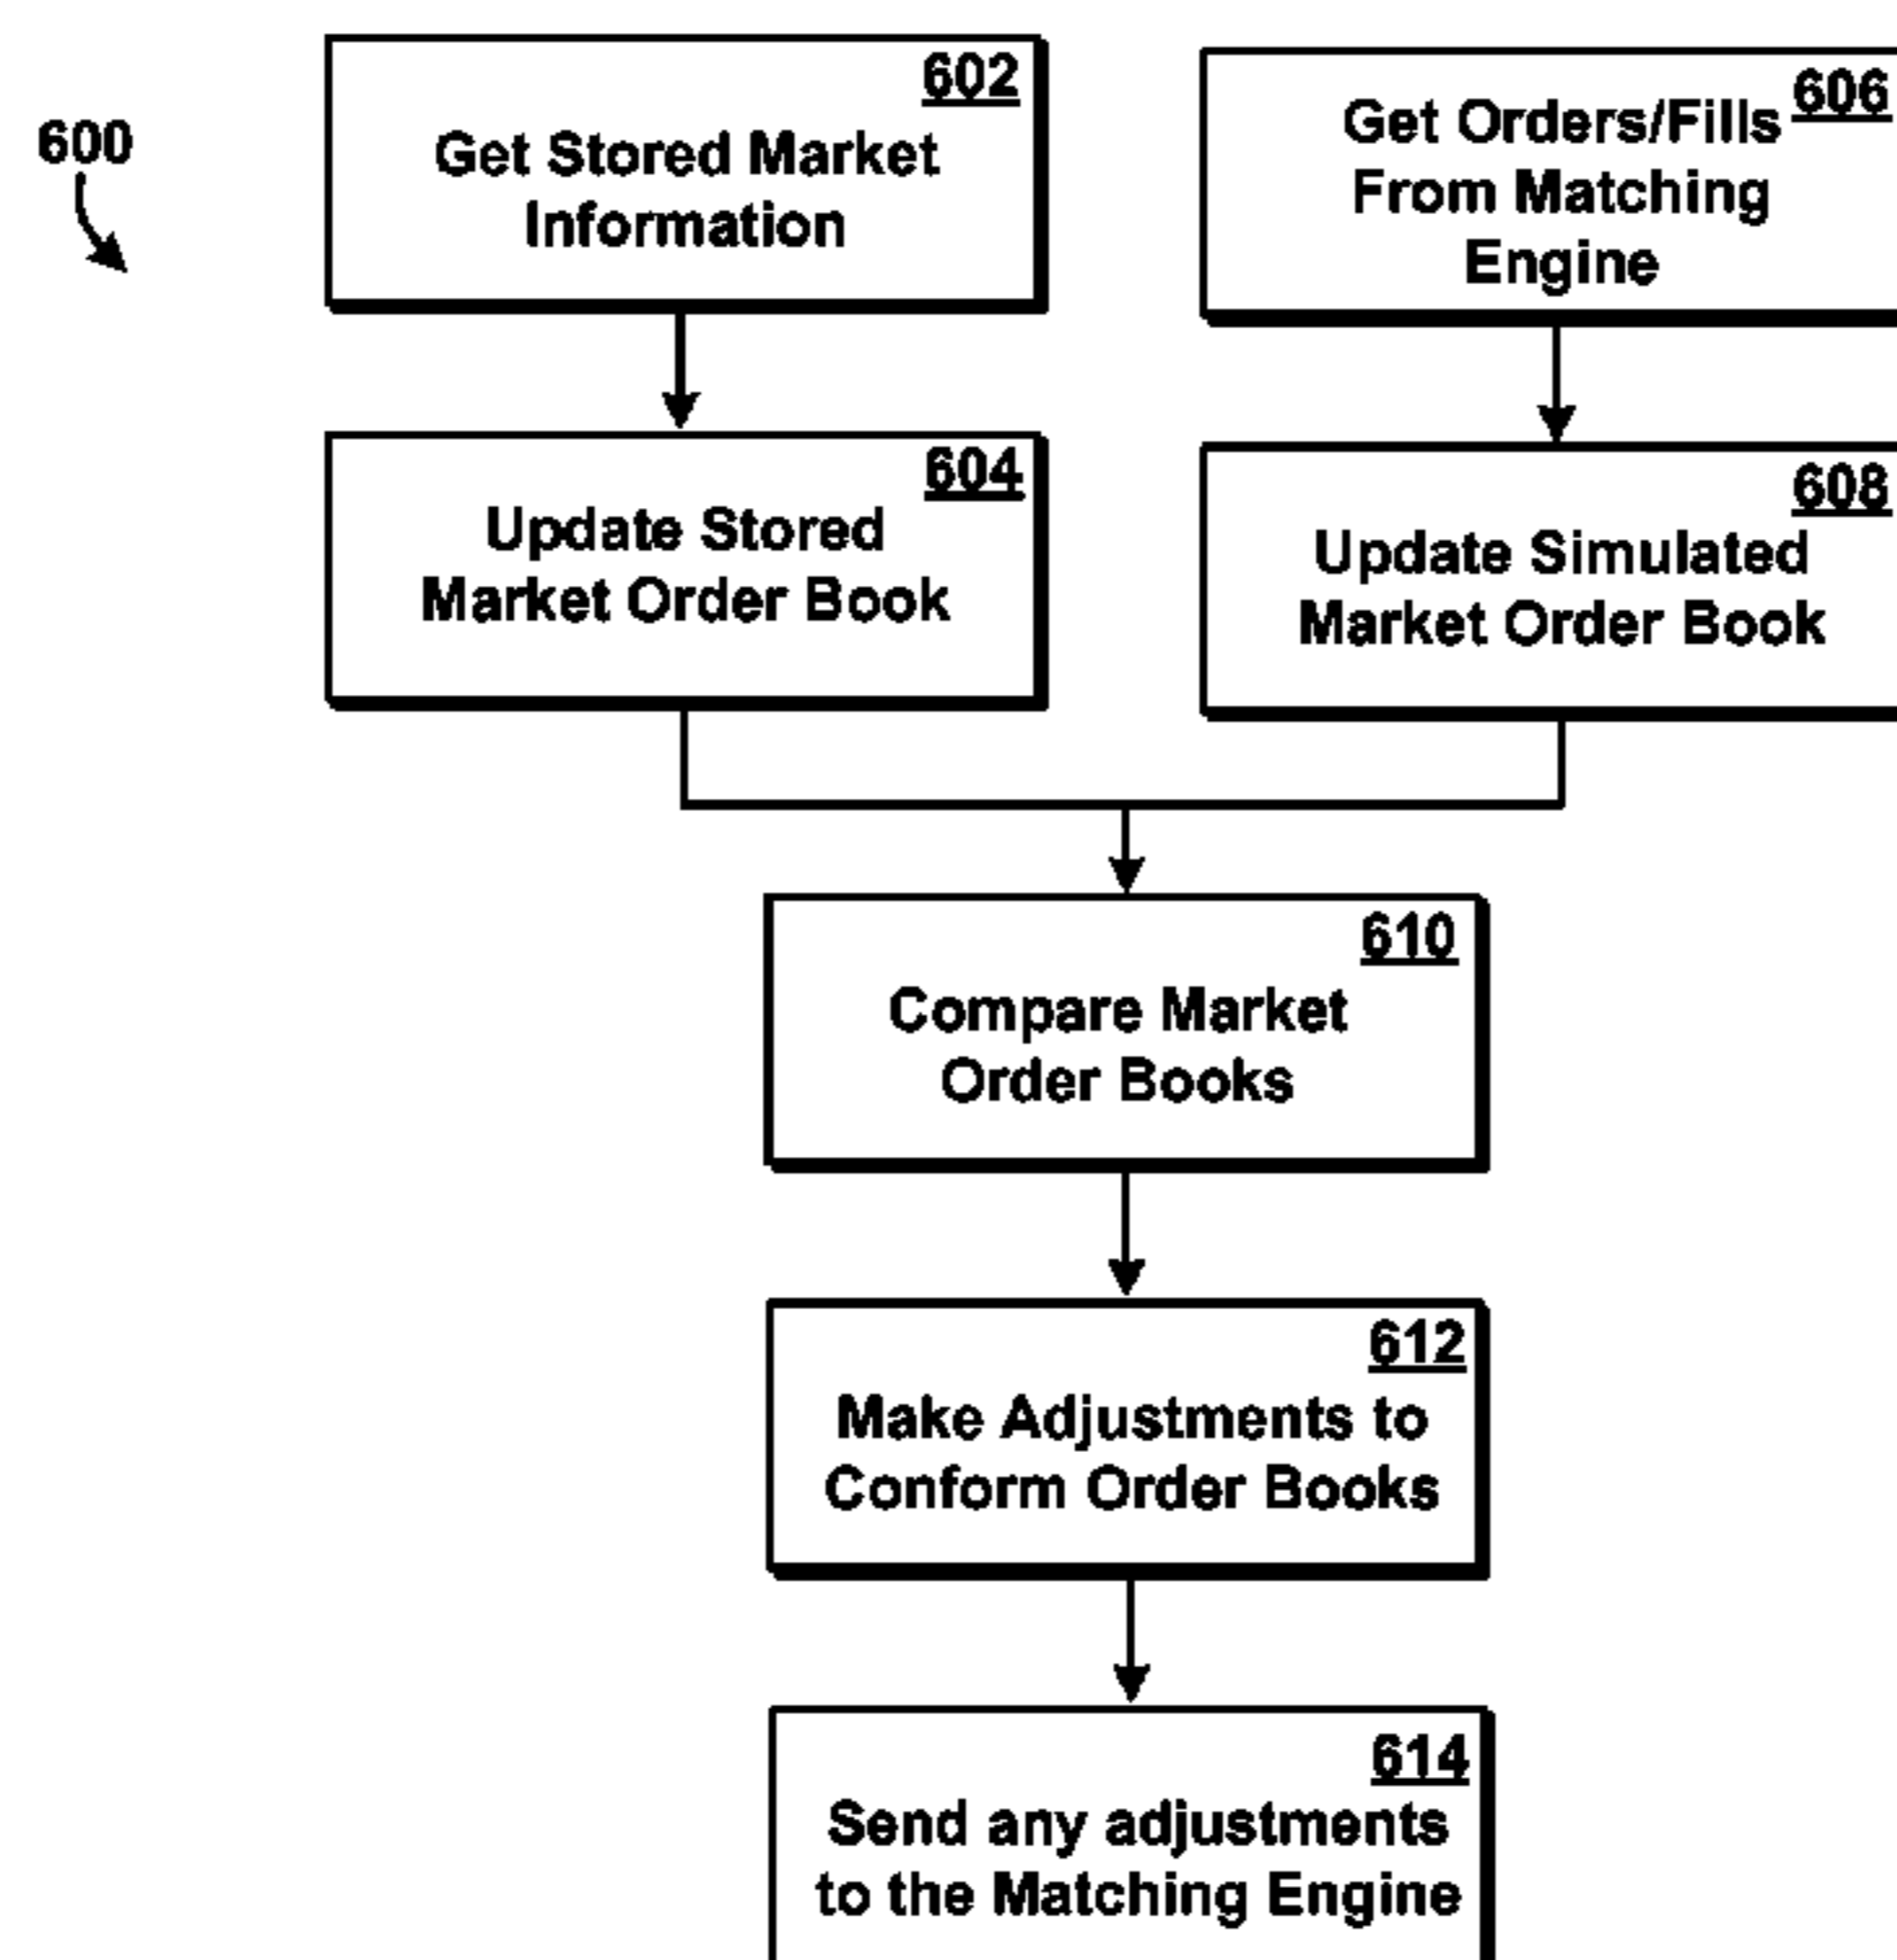 600
602
Get Stored Market
Information
606
Get Orders/Fills
From Matching
Engine
604
Update Stored
Market Order Book
608
Update Simulated
Market Order Book
610
Compare Market
Order Books
612
Make Adjustments to
Conform Order Books
614
Send any adjustments
to the Matching Engine